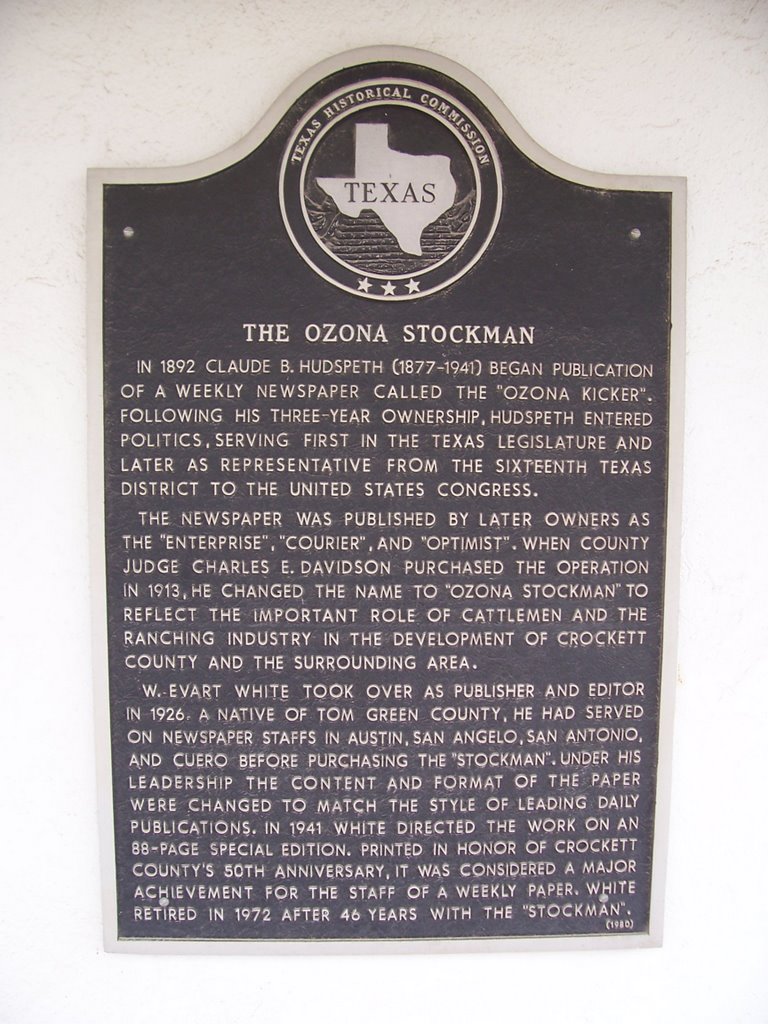 TEXAS HISTORICAL COMMISSION
TEXAS
THE OZONA STOCKMAN
IN 1892 CLAUDE B. HUDSPETH (1877-1941) BEGAN PUBLICATION
OF A WEEKLY NEWSPAPER CALLED THE "OZONA KICKER".
FOLLOWING HIS THREE-YEAR OWNERSHIP, HUDSPETH ENTERED
POLITICS, SERVING FIRST IN THE TEXAS LEGISLATURE AND
LATER AS REPRESENTATIVE FROM THE SIXTEENTH TEXAS
DISTRICT TO THE UNITED STATES CONGRESS.
THE NEWSPAPER WAS PUBLISHED BY LATER OWNERS AS
THE "ENTERPRISE", "COURIER", AND "OPTIMIST". WHEN COUNTY
JUDGE CHARLES E. DAVIDSON PURCHASED THE OPERATION
IN 1913, HE CHANGED THE NAME TO "OZONA STOCKMAN" TO
REFLECT THE IMPORTANT ROLE OF CATTLEMEN AND THE
RANCHING INDUSTRY IN THE DEVELOPMENT OF CROCKETT
COUNTY AND THE SURROUNDING AREA.
W. EVART WHITE TOOK OVER AS PUBLISHER AND EDITOR
IN 1926. A NATIVE OF TOM GREEN COUNTY, HE HAD SERVED
ON NEWSPAPER STAFFS IN AUSTIN, SAN ANGELO, SAN ANTONIO,
AND CUERO BEFORE PURCHASING THE "STOCKMAN". UNDER HIS
LEADERSHIP THE CONTENT AND FORMAT OF THE PAPER
WERE CHANGED TO MATCH THE STYLE OF LEADING DAILY
PUBLICATIONS. IN 1941 WHITE DIRECTED THE WORK ON AN
88-PAGE SPECIAL EDITION. PRINTED IN HONOR OF CROCKETT
COUNTY'S 50TH ANNIVERSARY, IT WAS CONSIDERED A MAJOR
ACHIEVEMENT FOR THE STAFF OF A WEEKLY PAPER. WHITE
RETIRED IN 1972 AFTER 46 YEARS WITH THE "STOCKMAN".
(1980)